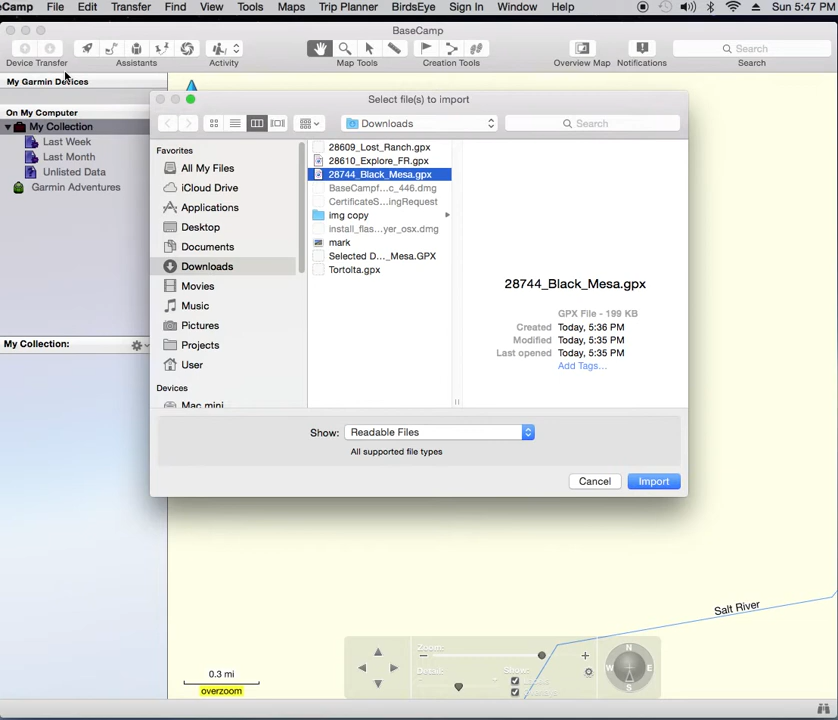 eCamp File Edit View Tools Maps Transfer Find Trip Planner BirdsEye Sign In Window Help Sun 5:47 PM
BaseCamp
Device Transfer Assistants Activity Map Tools Creation Tools Overview Map Notifications Search
Search
My Garmin Devices
On My Computer
My Collection
Last Week
Last Month
Unlisted Data
Garmin Adventures
My Collection:
Select file(s) to import
Downloads
Search
Favorites
All My Files
iCloud Drive
Applications
Desktop
Documents
Downloads
Movies
Music
Pictures
Projects
User
Devices
Mac mini
28609_Lost_Ranch.gpx
28610_Explore_FR.gpx
28744_Black_Mesa.gpx
BaseCampf...c_446.dmg
CertificateS...ingRequest
img copy
install_flas...yer_osx.dmg
mark
Selected D..._Mesa.GPX
Tortolta.gpx
28744_Black_Mesa.gpx
GPX File - 199 KB
Created Today, 5:36 PM
Modified Today, 5:35 PM
Last opened Today, 5:35 PM
Add Tags...
Show: Readable Files
All supported file types
Cancel Import
Salt River
0.3 mi
overzoom
Zoom:
Detail:
Show:
N
W E
S